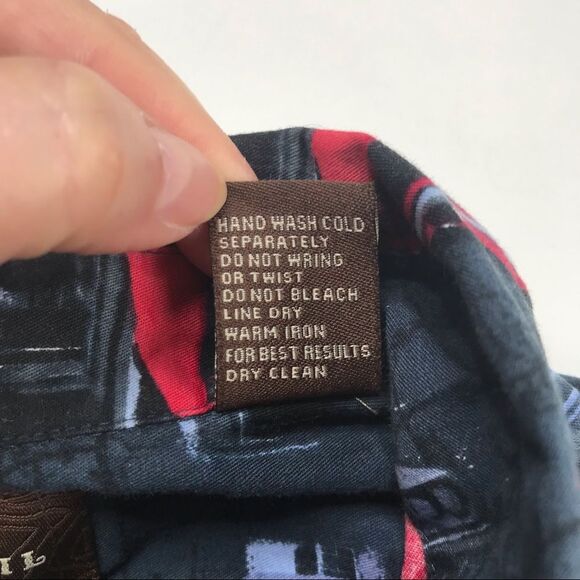 HAND WASH COLD
SEPARATELY
DO NOT WRING
OR TWIST
DO NOT BLEACH
LINE DRY
WARM IRON
FOR BEST RESULTS
DRY CLEAN